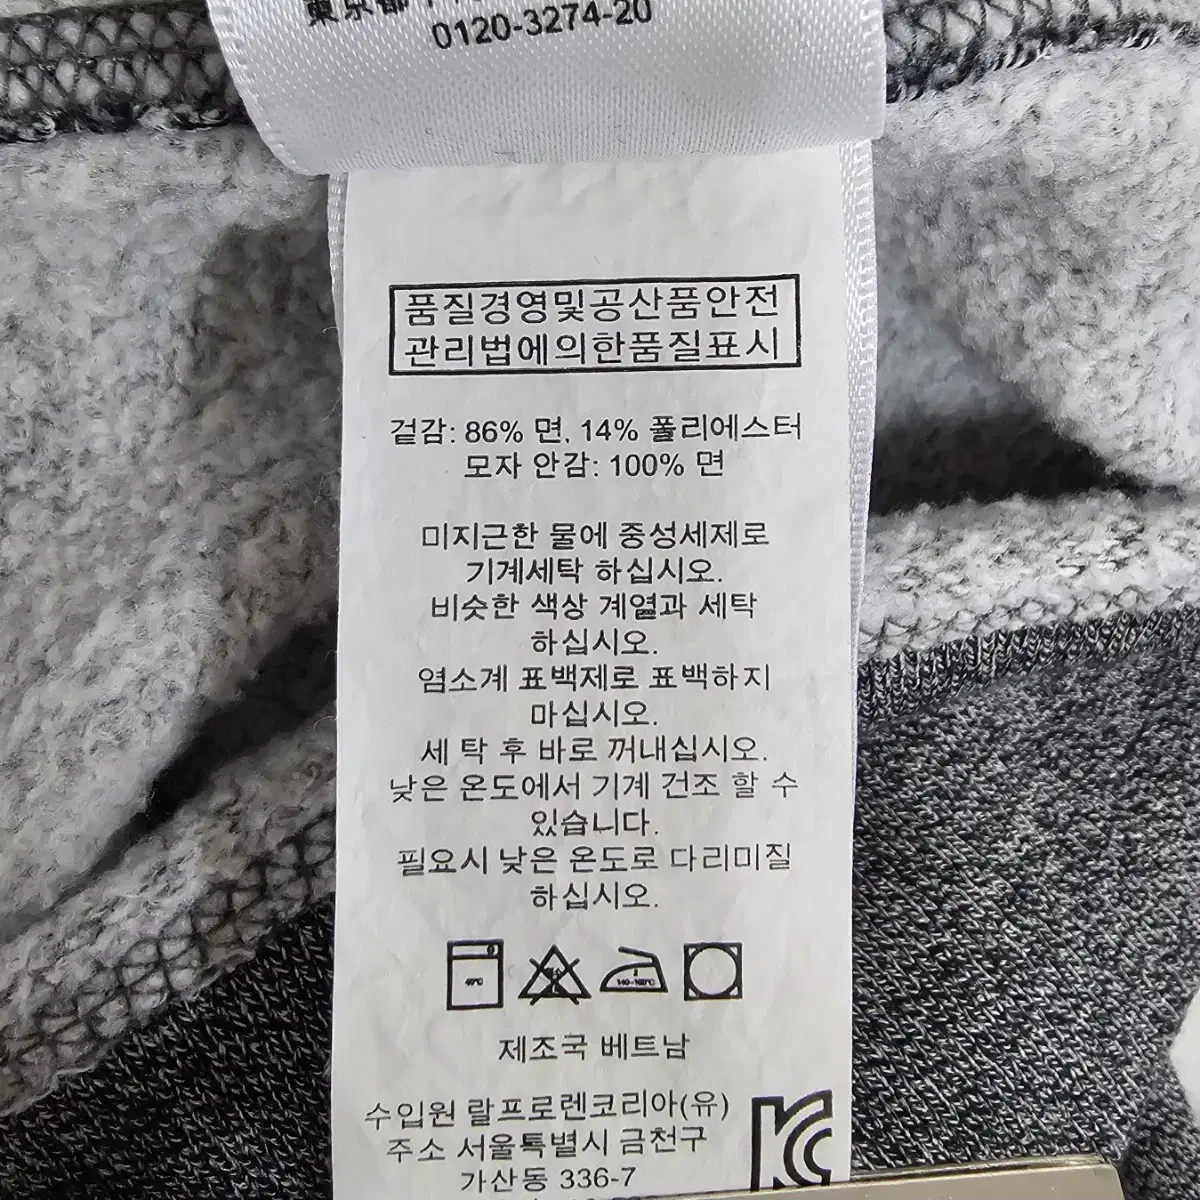 東京都
0120-3274-20
품질경영및공산품안전
관리법에의한품질표시
겉감: 86% 면, 14% 폴리에스터
모자 안감: 100% 면
미지근한 물에 중성세제로
기계세탁 하십시오.
비슷한 색상 계열과 세탁
하십시오.
염소계 표백제로 표백하지
마십시오.
세 탁 후 바로 꺼내십시오.
낮은 온도에서 기계 건조 할 수
있습니다.
필요시 낮은 온도로 다리미질
하십시오.
40℃ 140-160℃
제조국 베트남
수입원 랄프로렌코리아(유)
주소 서울특별시 금천구
가산동 336-7